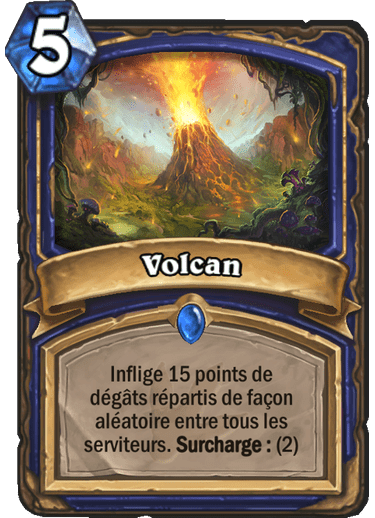 5
Volcan
Inflige 15 points de
dégâts répartis de façon
aléatoire entre tous les
serviteurs. Surcharge : (2)